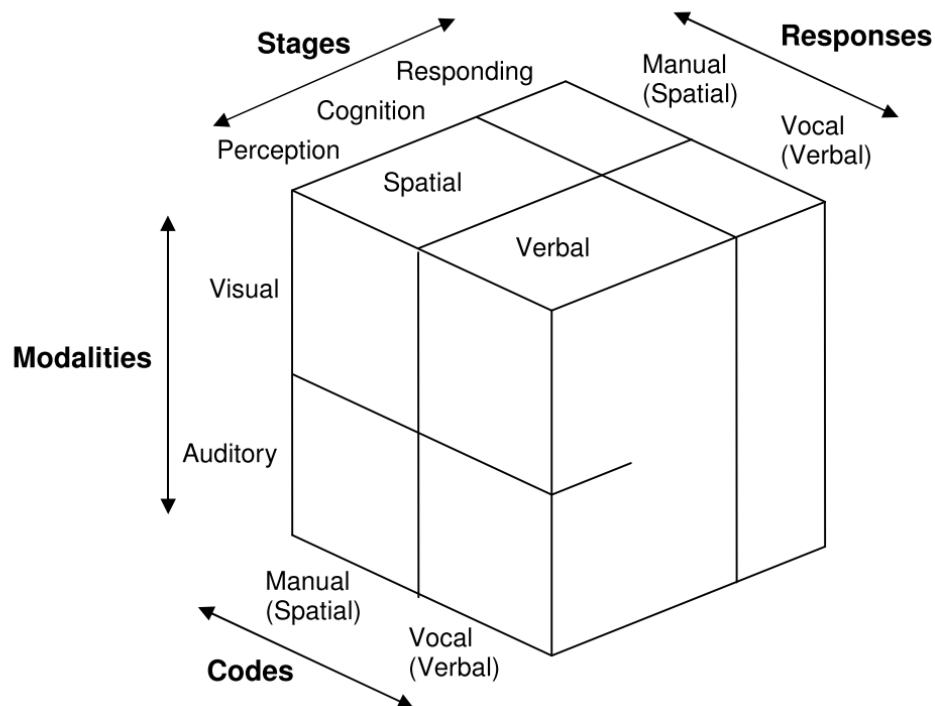 Stages
Responses
Responding
Manual
(Spatial)
Cognition
Vocal
(Verbal)
Perception
Spatial
Verbal
Visual
Modalities
Auditory
Manual
(Spatial)
Vocal
(Verbal)
Codes